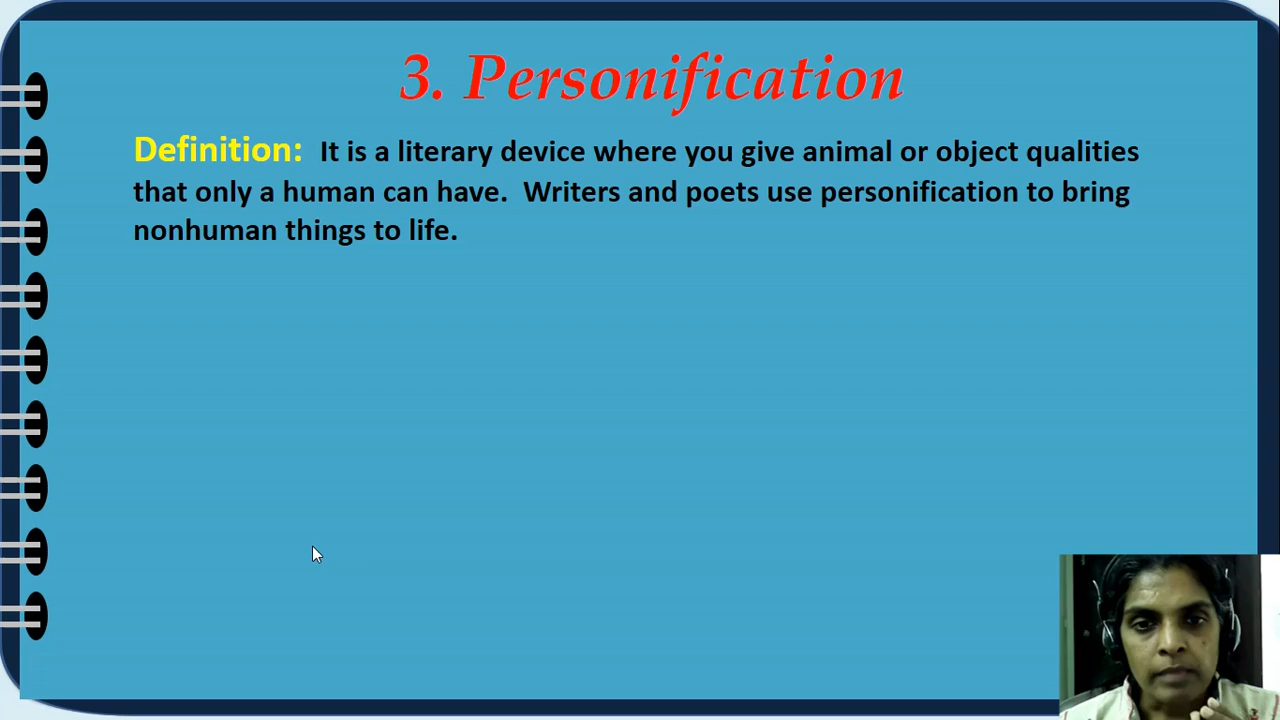 3. Personification
Definition: It is a literary device where you give animal or object qualities
that only a human can have. Writers and poets use personification to bring
nonhuman things to life.